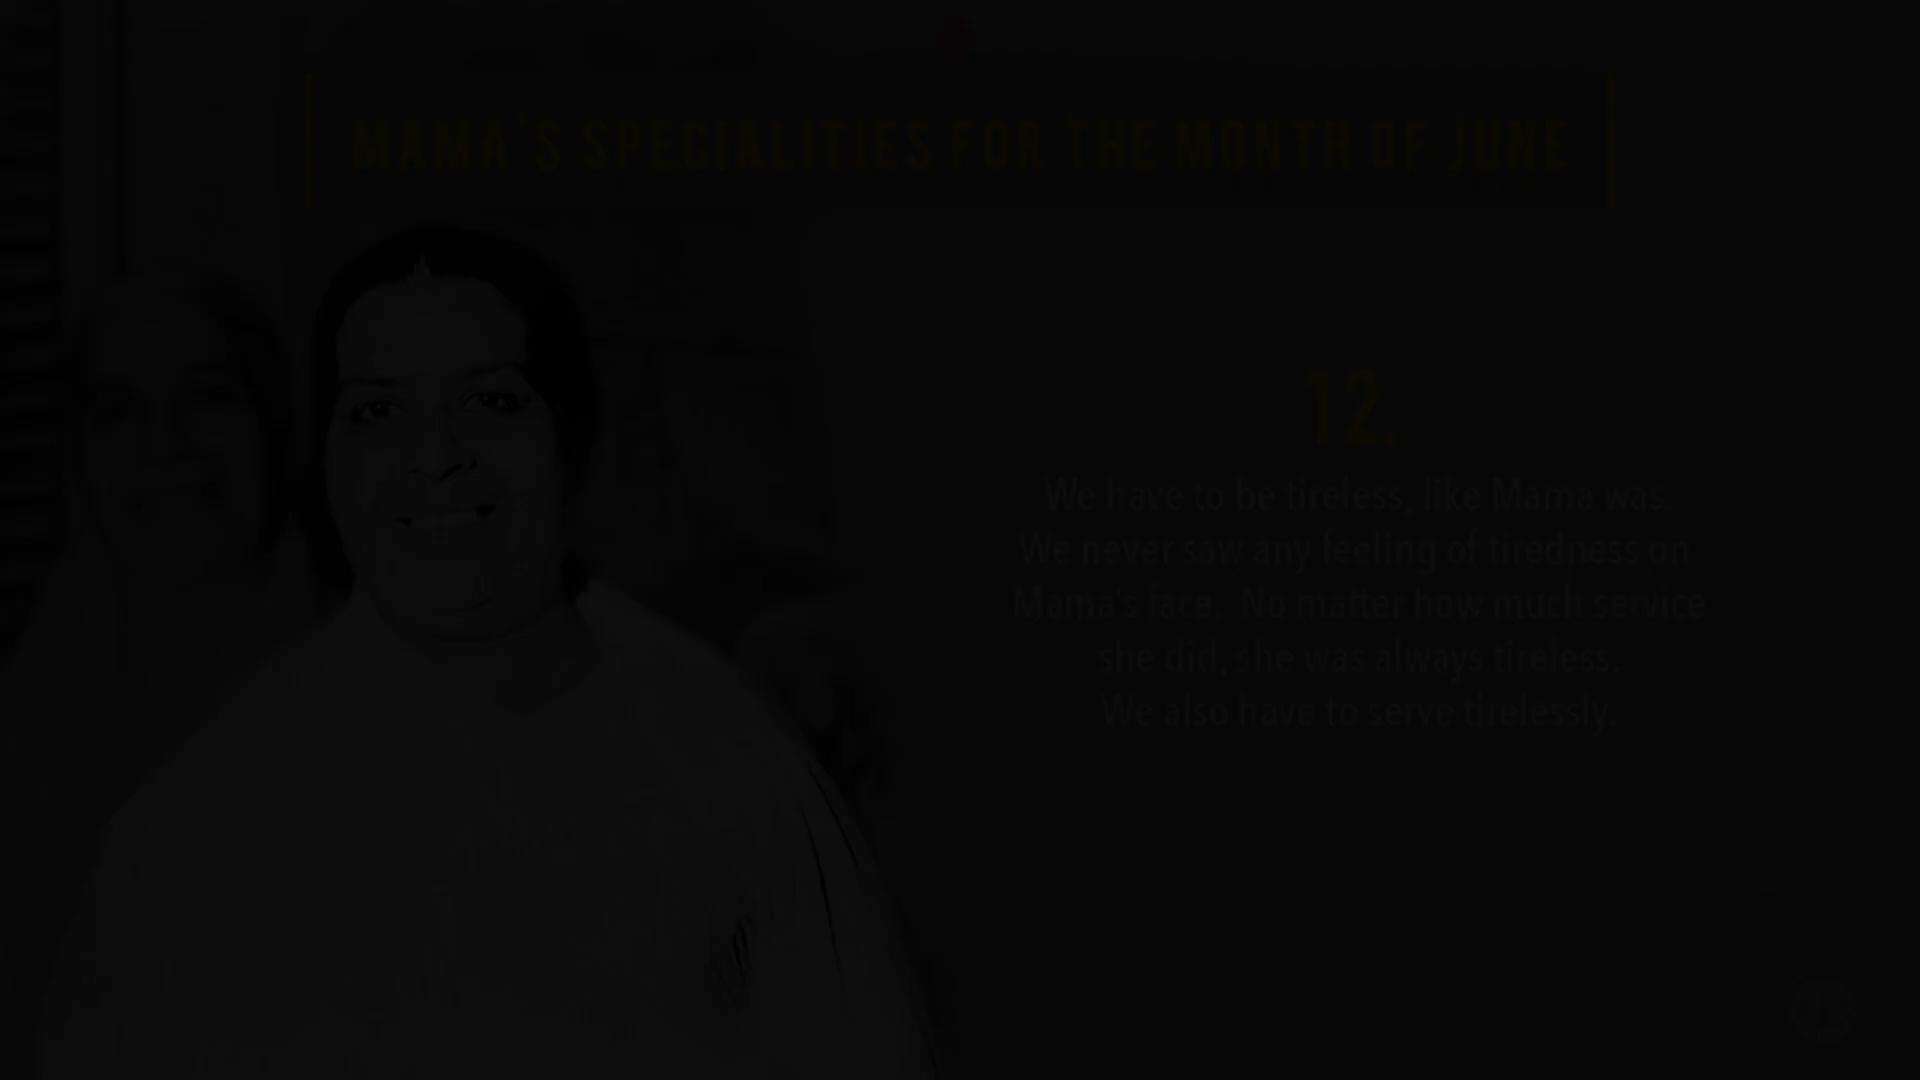 MAMA'S SPECIALITIES FOR THE MONTH OF JUNE
12.
We have to be tireless, like Mama was.
We never saw any feeling of tiredness on
Mama's face. No matter how much service
she did, she was always tireless.
We also have to serve tirelessly.